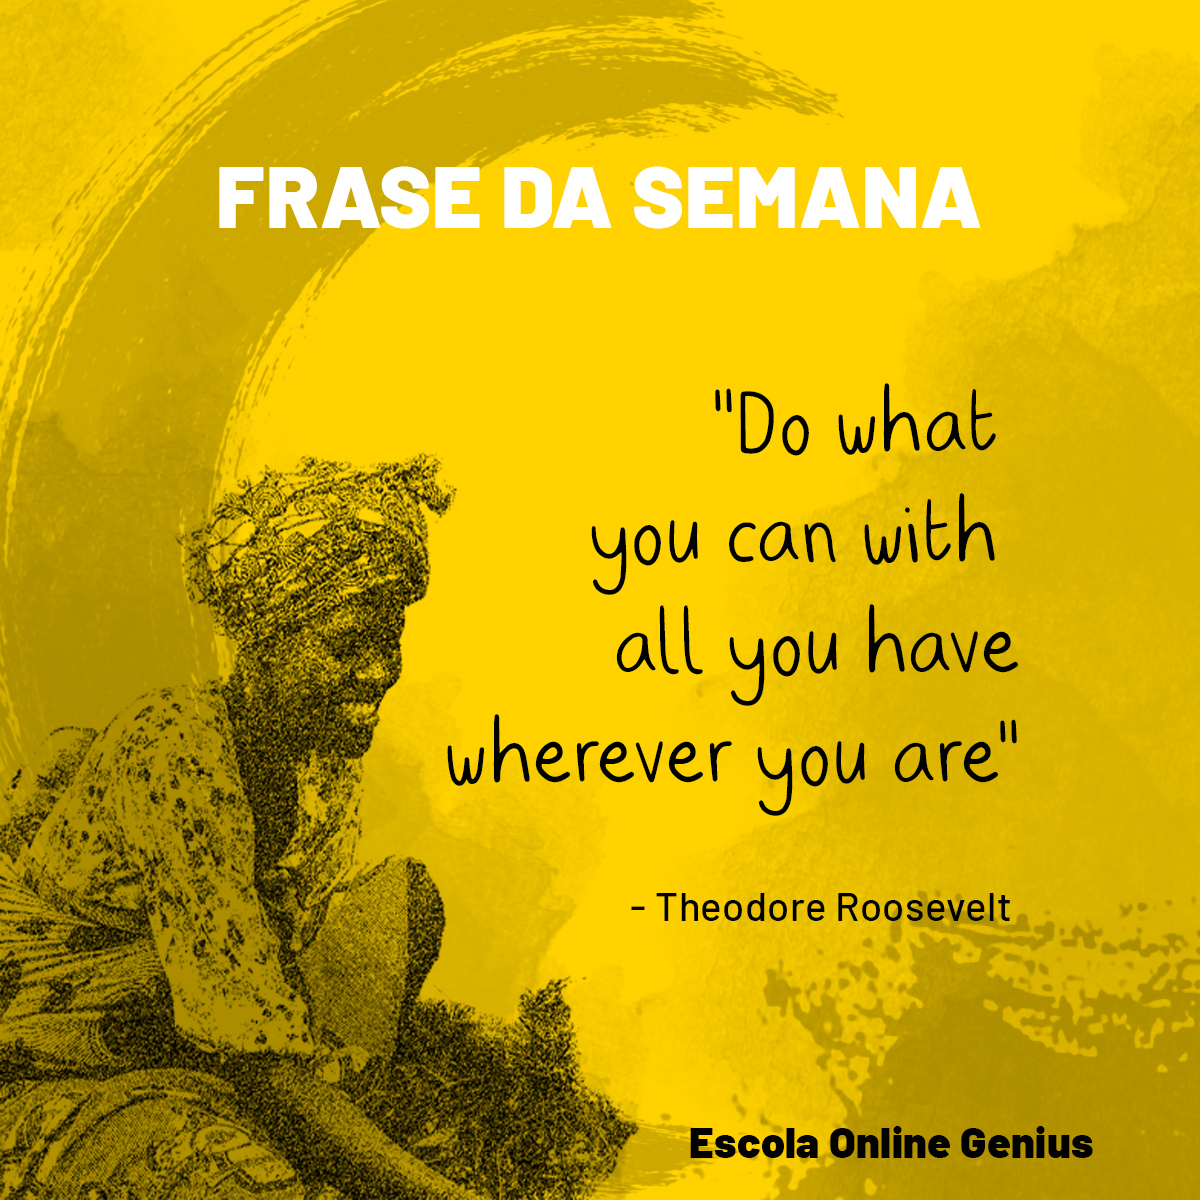 FRASE DA SEMANA
"Do what
you can with
all you have
wherever you are"
- Theodore Roosevelt
Escola Online Genius